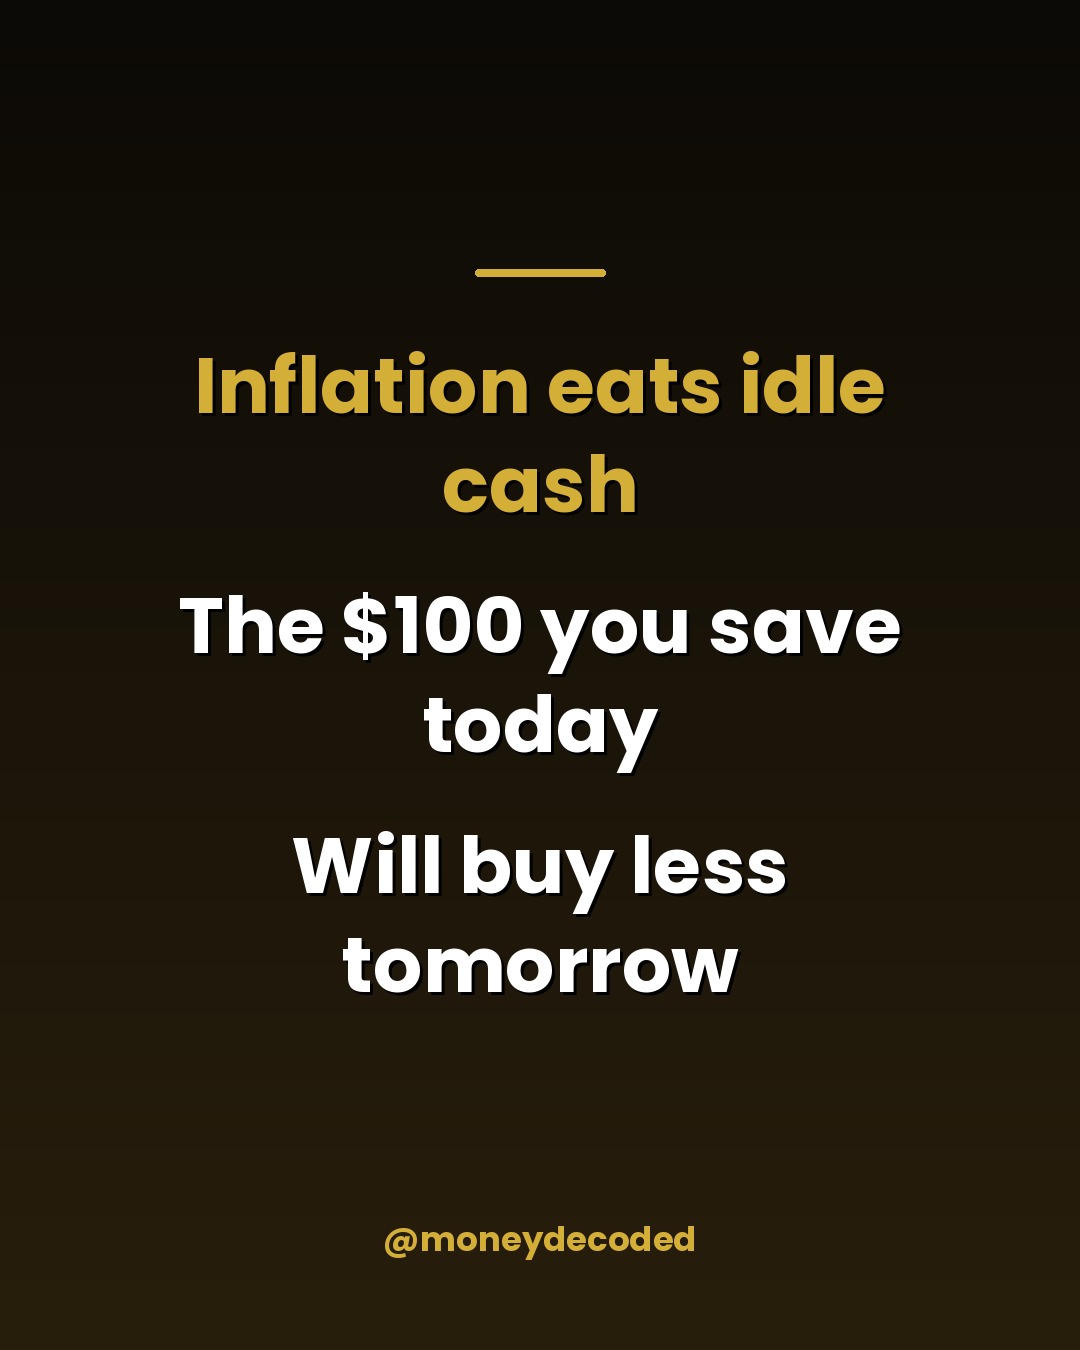 Inflation eats idle
cash
The $100 you save
today
Will buy less
tomorrow
@moneydecoded